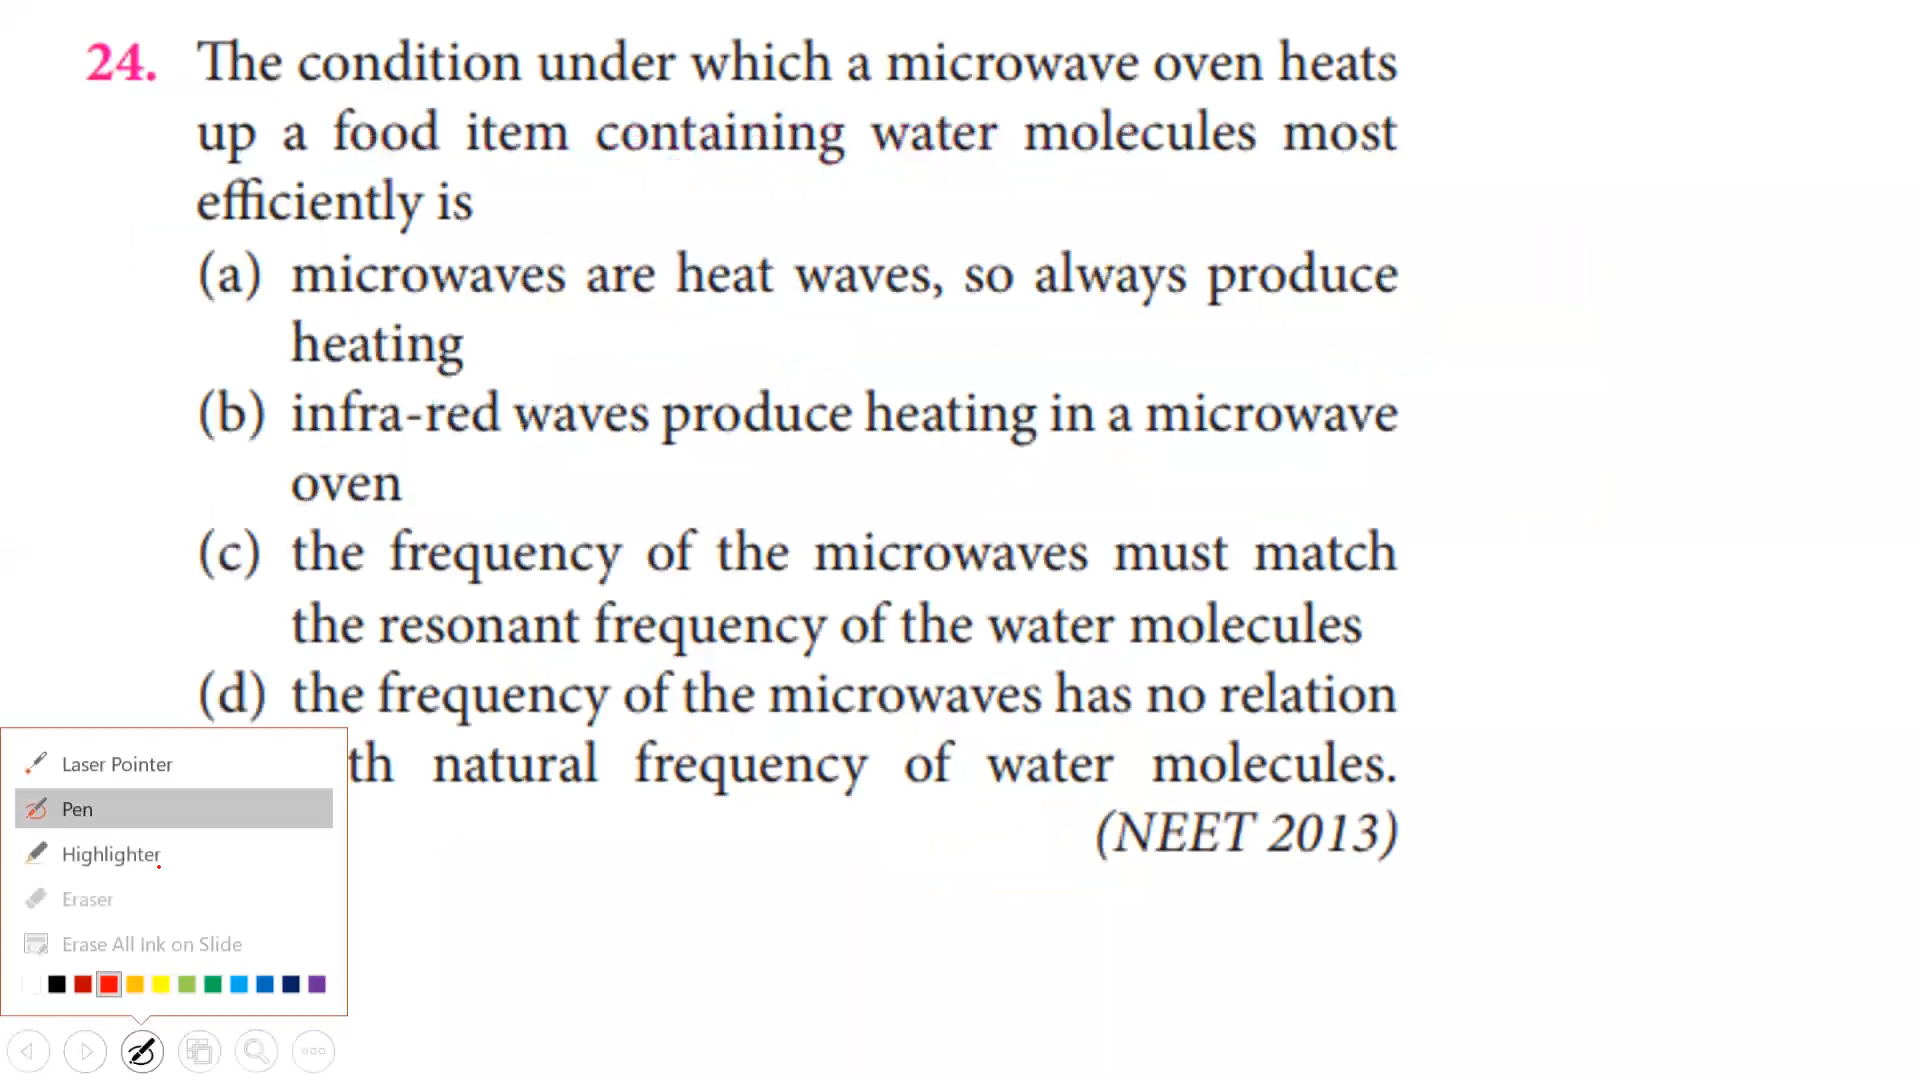 24. The condition under which a microwave oven heats
up a food item containing water molecules most
efficiently is
(a) microwaves are heat waves, so always produce
heating
(b) infra-red waves produce heating in a microwave
oven
(c) the frequency of the microwaves must match
the resonant frequency of the water molecules
(d) the frequency of the microwaves has no relation
th natural frequency of water molecules.
(NEET 2013)
Laser Pointer
Pen
Highlighter
Eraser
Erase All Ink on Slide